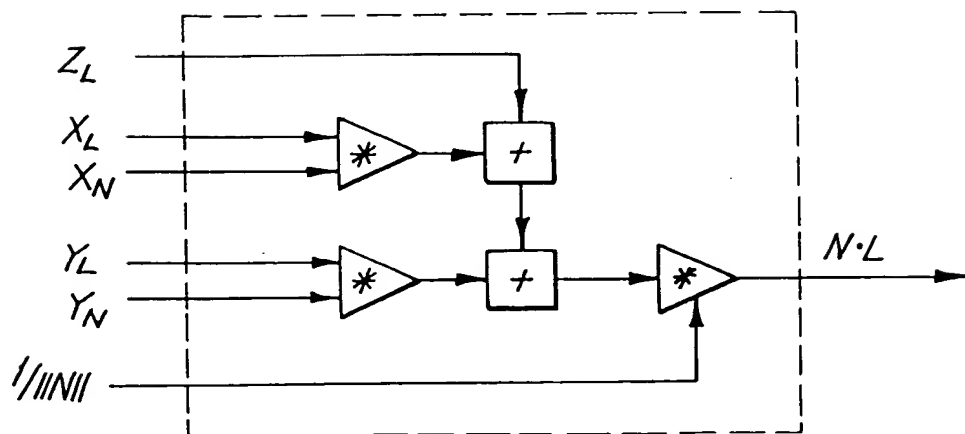 Z_L
X_L
*
+
X_N
Y_L
*
+
*
N·L
Y_N
1/|||N|||